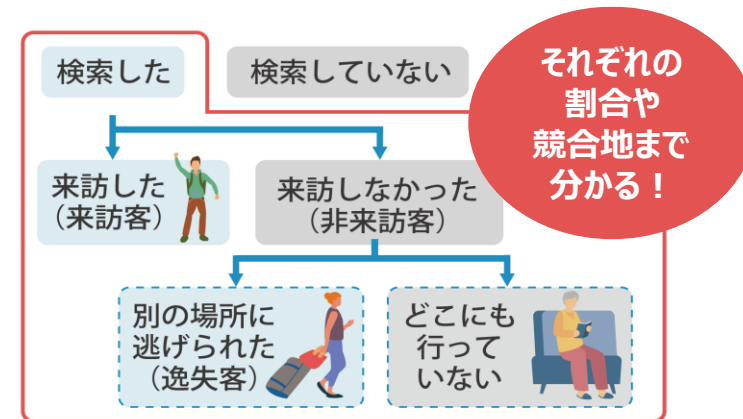 検索した
検索していない
それぞれの
割合や
競合地まで
分かる！
来訪した
（来訪客）
来訪しなかった
（非来訪客）
別の場所に
逃げられた
（逸失客）
どこにも
行って
いない